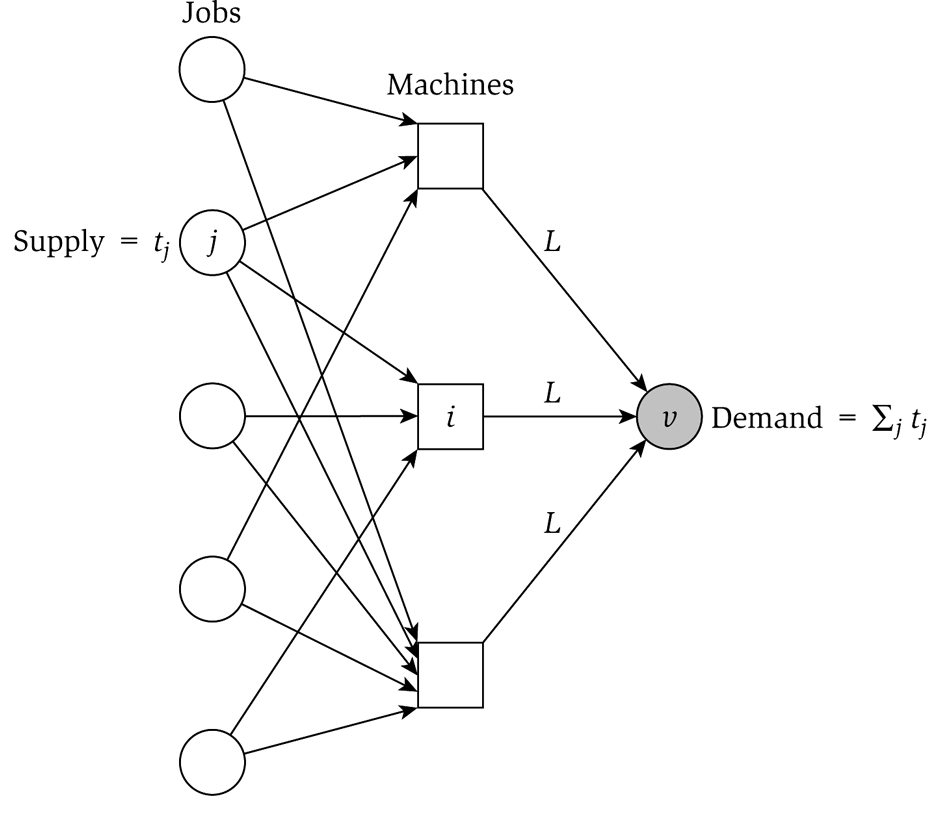 Jobs
Machines
Supply = t_j
j
L
L
i
v
Demand = ∑_j t_j
L